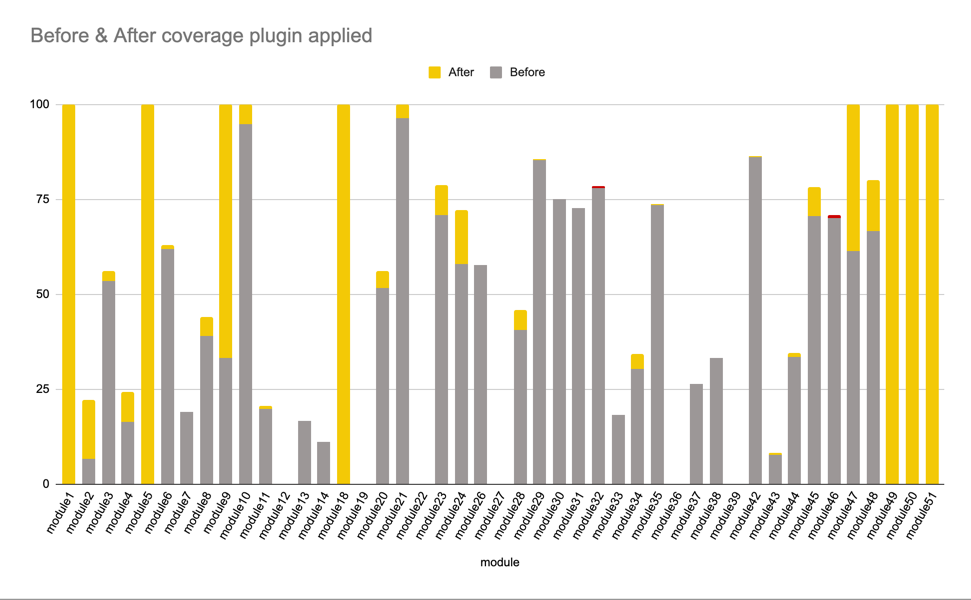 Before & After coverage plugin applied
After Before
100
75
50
25
0
module1 module2 module3 module4 module5 module6 module7 module8 module9 module10 module11 module12 module13 module14 module18 module19 module20 module21 module22 module23 module24 module26 module27 module28 module29 module30 module31 module32 module33 module34 module35 module36 module37 module38 module39 module42 module43 module44 module45 module46 module47 module48 module49 module50 module51
module